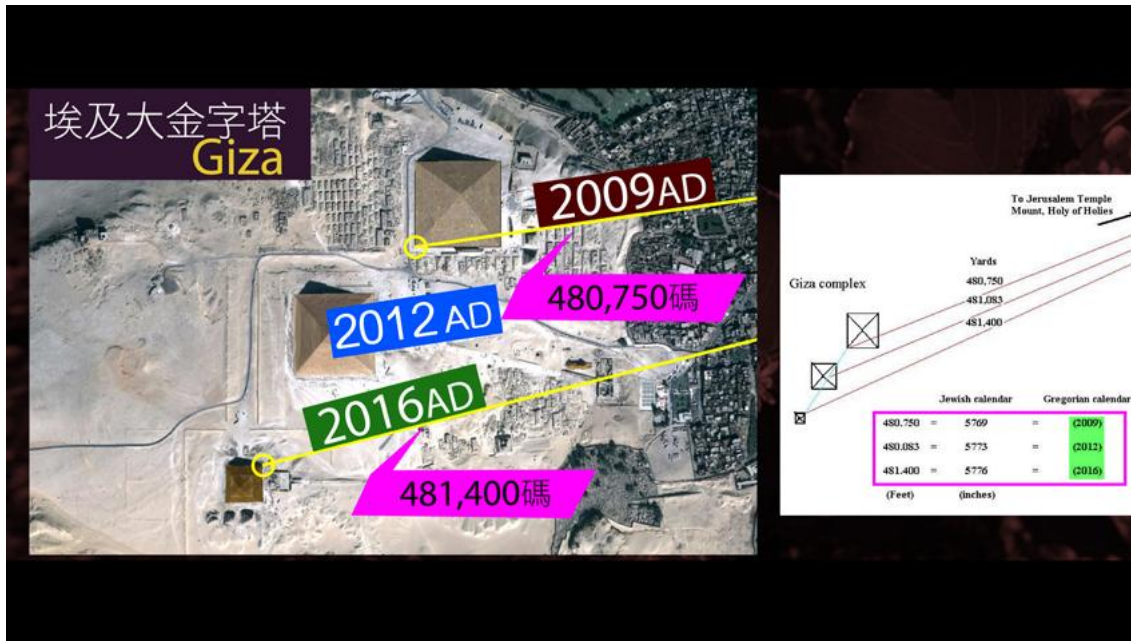 埃及大金字塔
Giza
2009AD
480,750碼
2012 AD
2016AD
481,400碼
To Jerusalem Temple
Mount, Holy of Holies
Yards
480,750
481,083
481,400
Giza complex
Jewish calendar Gregorian calendar
480.750 = 5769 = (2009)
480.083 = 5773 = (2012)
481.400 = 5776 = (2016)
(Feet) (inches)